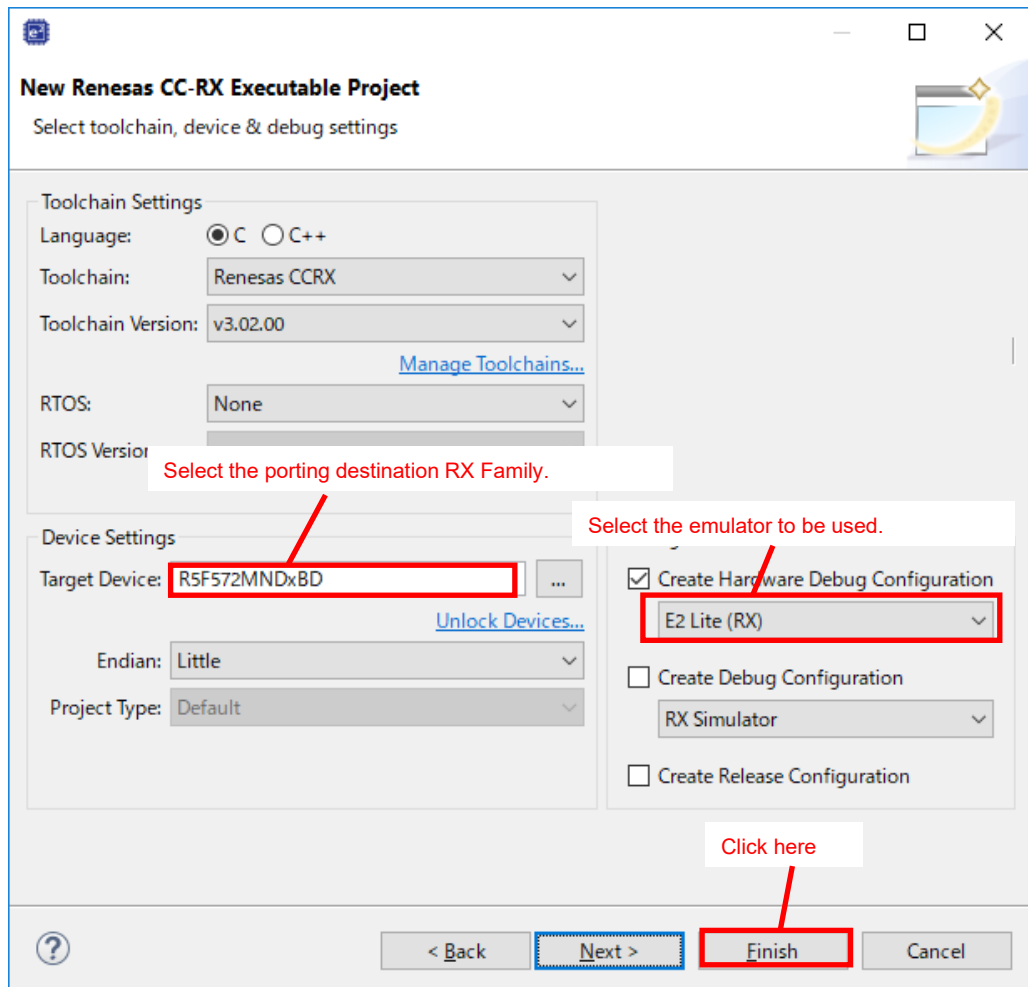 New Renesas CC-RX Executable Project
Select toolchain, device & debug settings
Toolchain Settings
Language: C C++
Toolchain: Renesas CCRX
Toolchain Version: v3.02.00
Manage Toolchains...
RTOS: None
RTOS Version
Select the porting destination RX Family.
Select the emulator to be used.
Device Settings
Target Device: R5F572MNDxBD ...
Unlock Devices...
Endian: Little
Project Type: Default
Create Hardware Debug Configuration
E2 Lite (RX)
Create Debug Configuration
RX Simulator
Create Release Configuration
Click here
? < Back Next > Finish Cancel